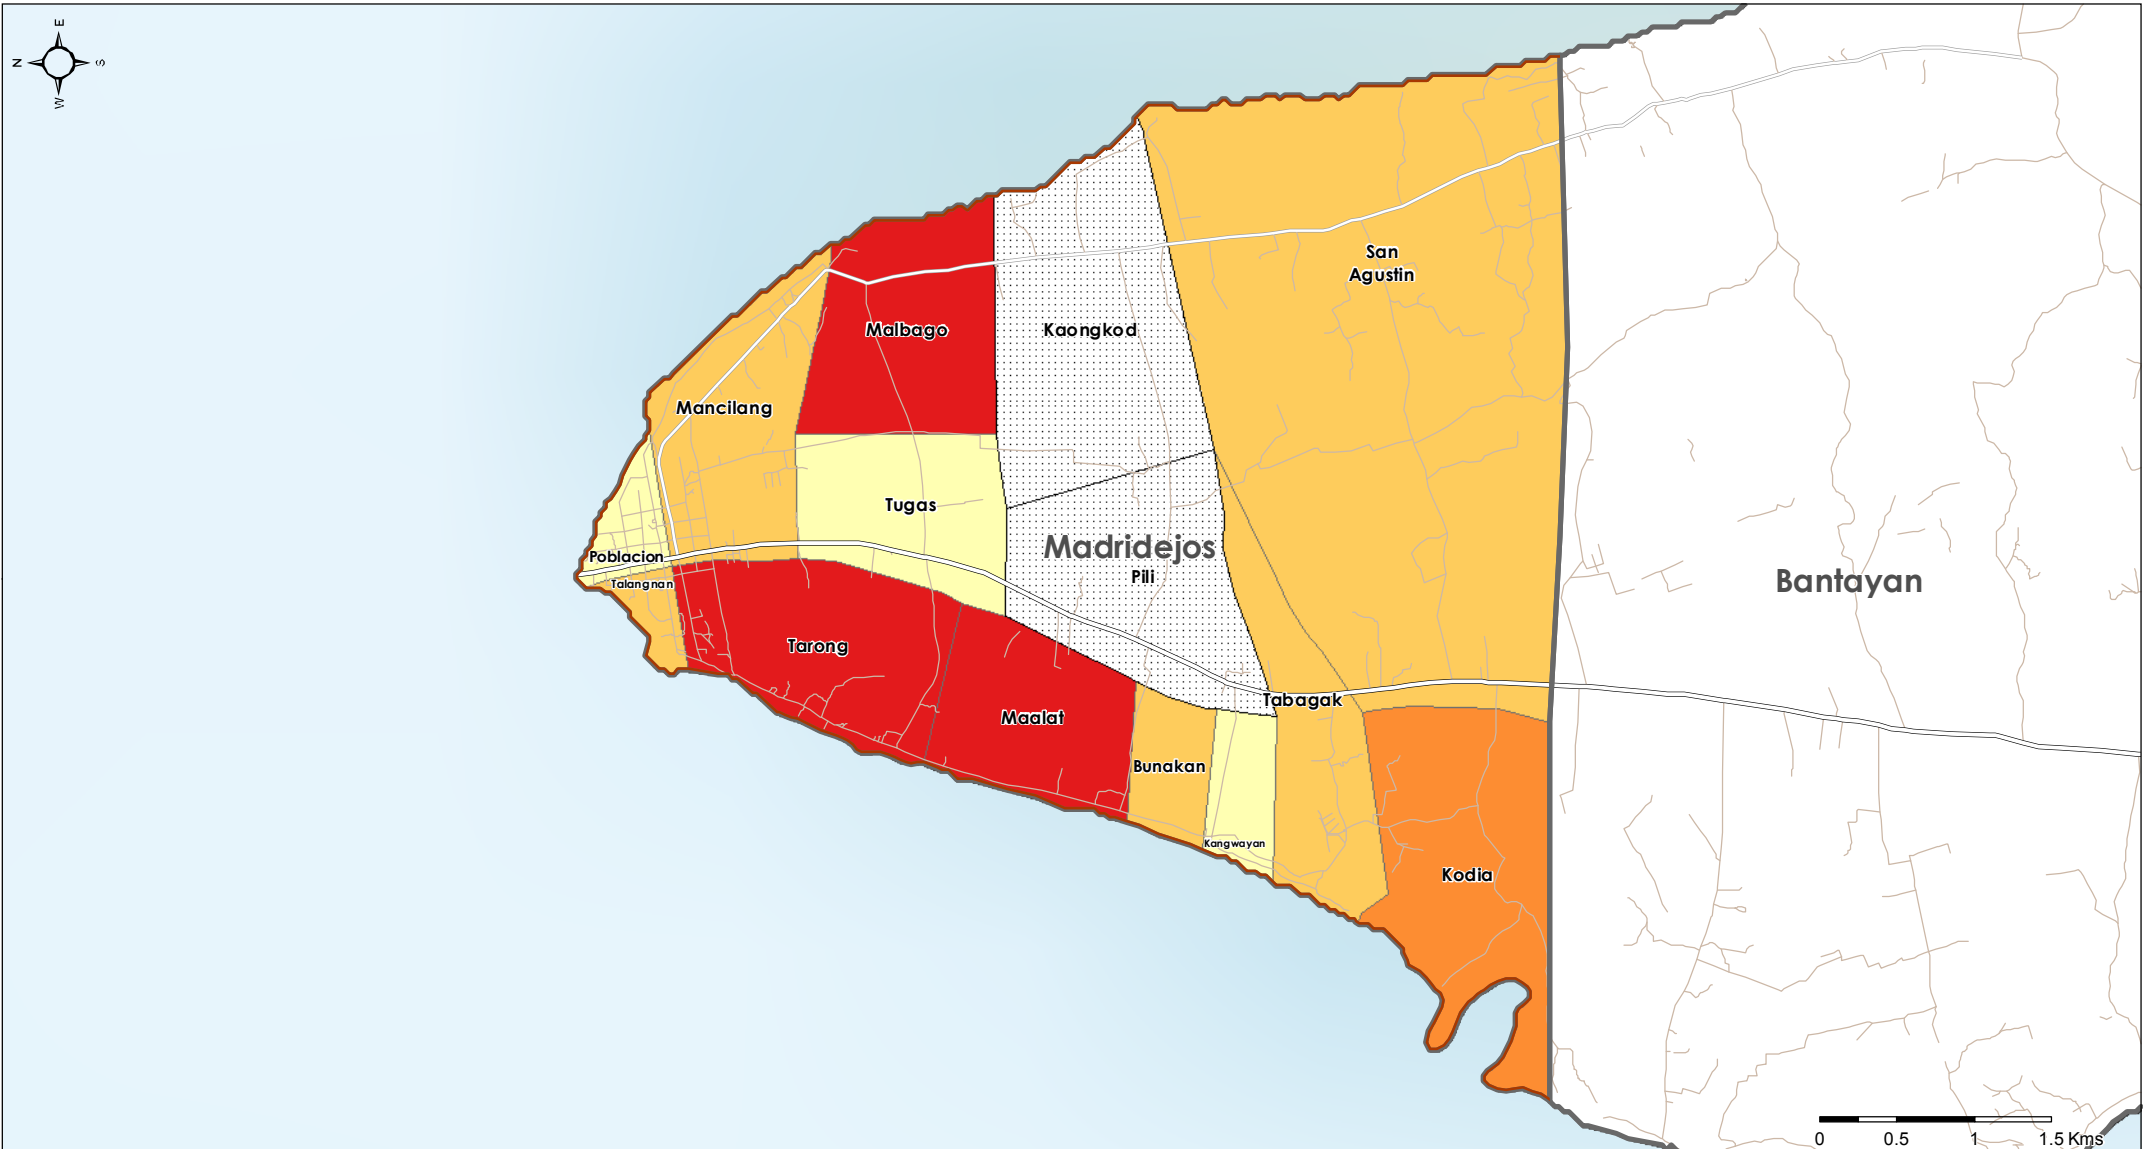 E
N
S
W
San
Agustin
Malbago
Kaongkod
Mancilang
Tugas
Madridejos
Poblacion
Pili
Talangnan
Bantayan
Tarong
Tabagak
Maalat
Bunakan
Kangwayan
Kodia
0 0.5 1 1.5 Kms